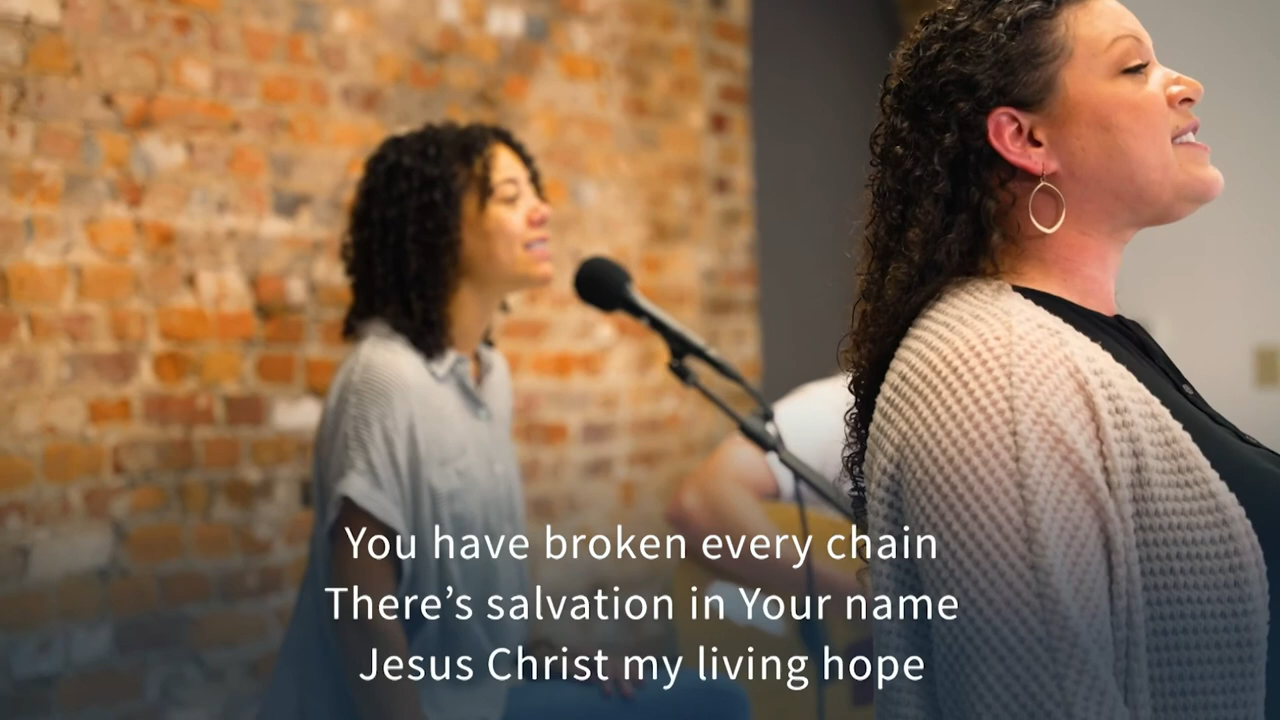 You have broken every chain
There’s salvation in Your name
Jesus Christ my living hope